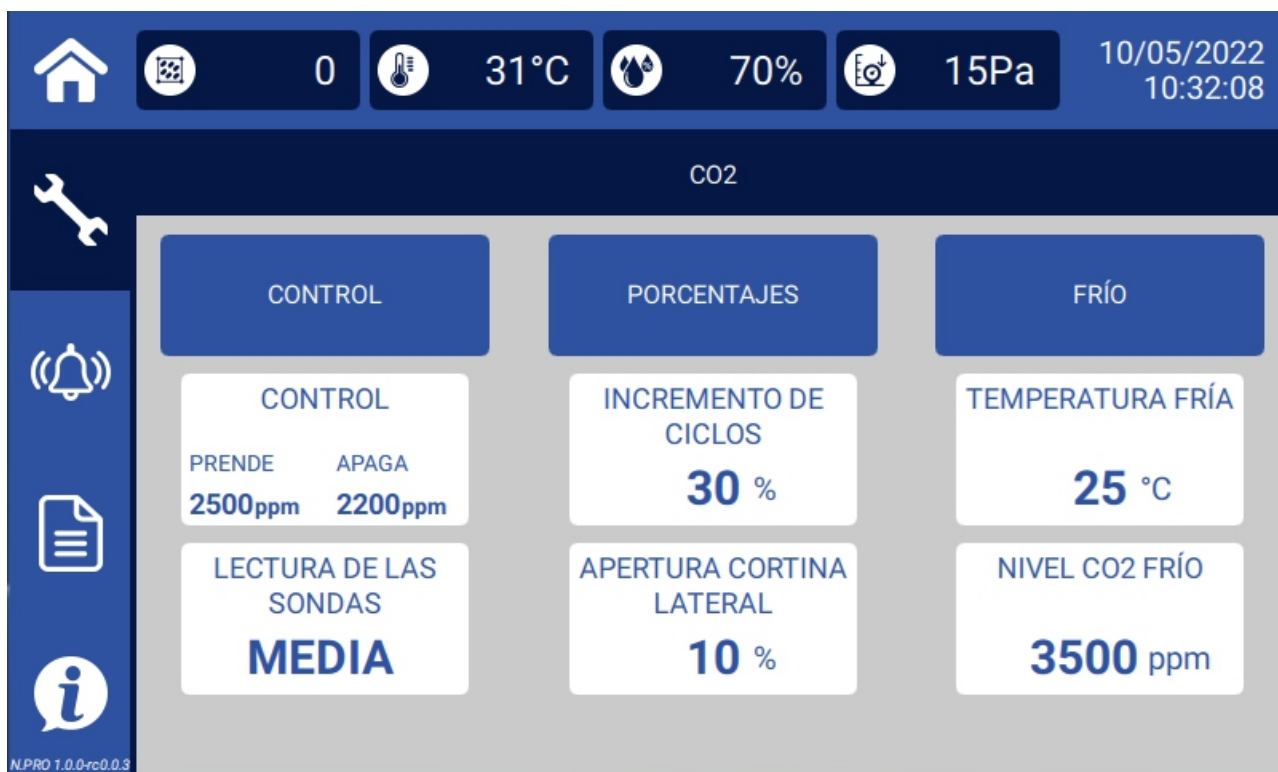 0
31°C
70%
15Pa
10/05/2022
10:32:08
CO2
CONTROL
PORCENTAJES
FRÍO
CONTROL
PRENDE APAGA
2500ppm 2200ppm
INCREMENTO DE
CICLOS
30 %
TEMPERATURA FRÍA
25 °C
LECTURA DE LAS
SONDAS
MEDIA
APERTURA CORTINA
LATERAL
10 %
NIVEL CO2 FRÍO
3500 ppm
N.PRO 1.0.0-rc0.0.3